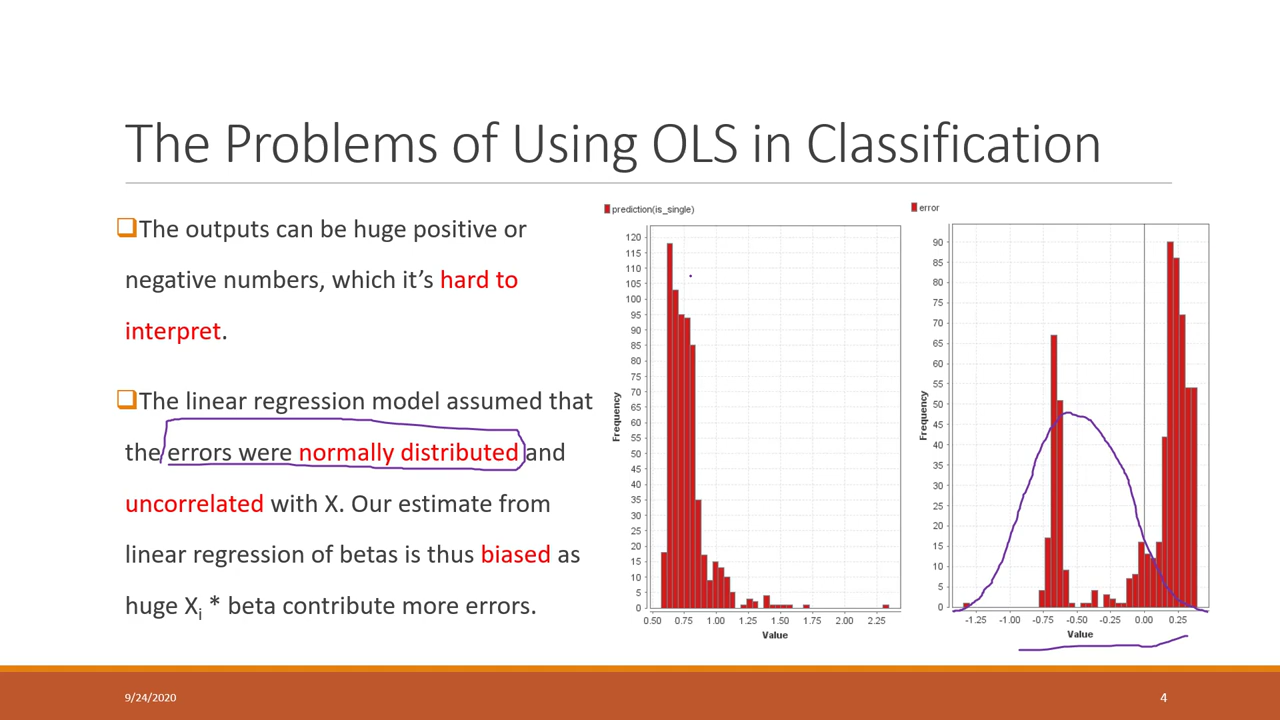 The Problems of Using OLS in Classification
❑The outputs can be huge positive or
negative numbers, which it’s hard to
interpret.
❑The linear regression model assumed that
the errors were normally distributed and
uncorrelated with X. Our estimate from
linear regression of betas is thus biased as
huge Xi * beta contribute more errors.
prediction(is_single)
120
115
110
105
100
95
90
85
80
75
70
65
60
55
50
45
40
35
30
25
20
15
10
5
0
Frequency
0.50 0.75 1.00 1.25 1.50 1.75 2.00 2.25
Value
error
90
85
80
75
70
65
60
55
50
45
40
35
30
25
20
15
10
5
0
Frequency
-1.25 -1.00 -0.75 -0.50 -0.25 0.00 0.25
Value
9/24/2020
4